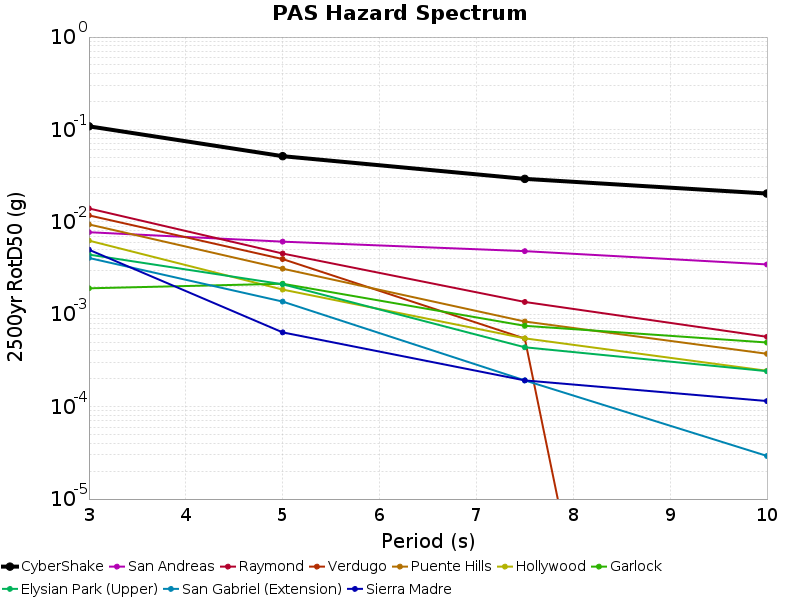 PAS Hazard Spectrum
2500yr RotD50 (g)
10^0
10^-1
10^-2
10^-3
10^-4
10^-5
3 4 5 6 7 8 9 10
Period (s)
CyberShake San Andreas Raymond Verdugo Puente Hills Hollywood Garlock
Elysian Park (Upper) San Gabriel (Extension) Sierra Madre